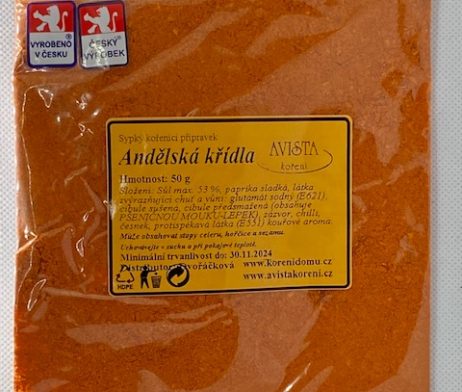 VYROBENO
V ČESKU
ČESKÝ
VÝROBEK
Sypký kořenící přípravek
Andělská křídla
AVISTA
koření
Hmotnost: 50 g
Složení: Sůl max. 53 %, paprika sladká, látka
zvýrazňující chuť a vůni: glutamát sodný (E621),
cibule sušená, cibule předsmažená (obsahuje
PŠENIČNOU MOUKU-LEPEK), zázvor, chilli,
česnek, protispékavá látka (E551) kouřové aroma.
Může obsahovat stopy celeru, hořčice a sezamu.
Uchovávejte v suchu a při pokojové teplotě.
Minimální trvanlivost do: 30.11.2024
Distributor: Dvořáčková www.korenidomu.cz
www.avistakoreni.cz
HDPE